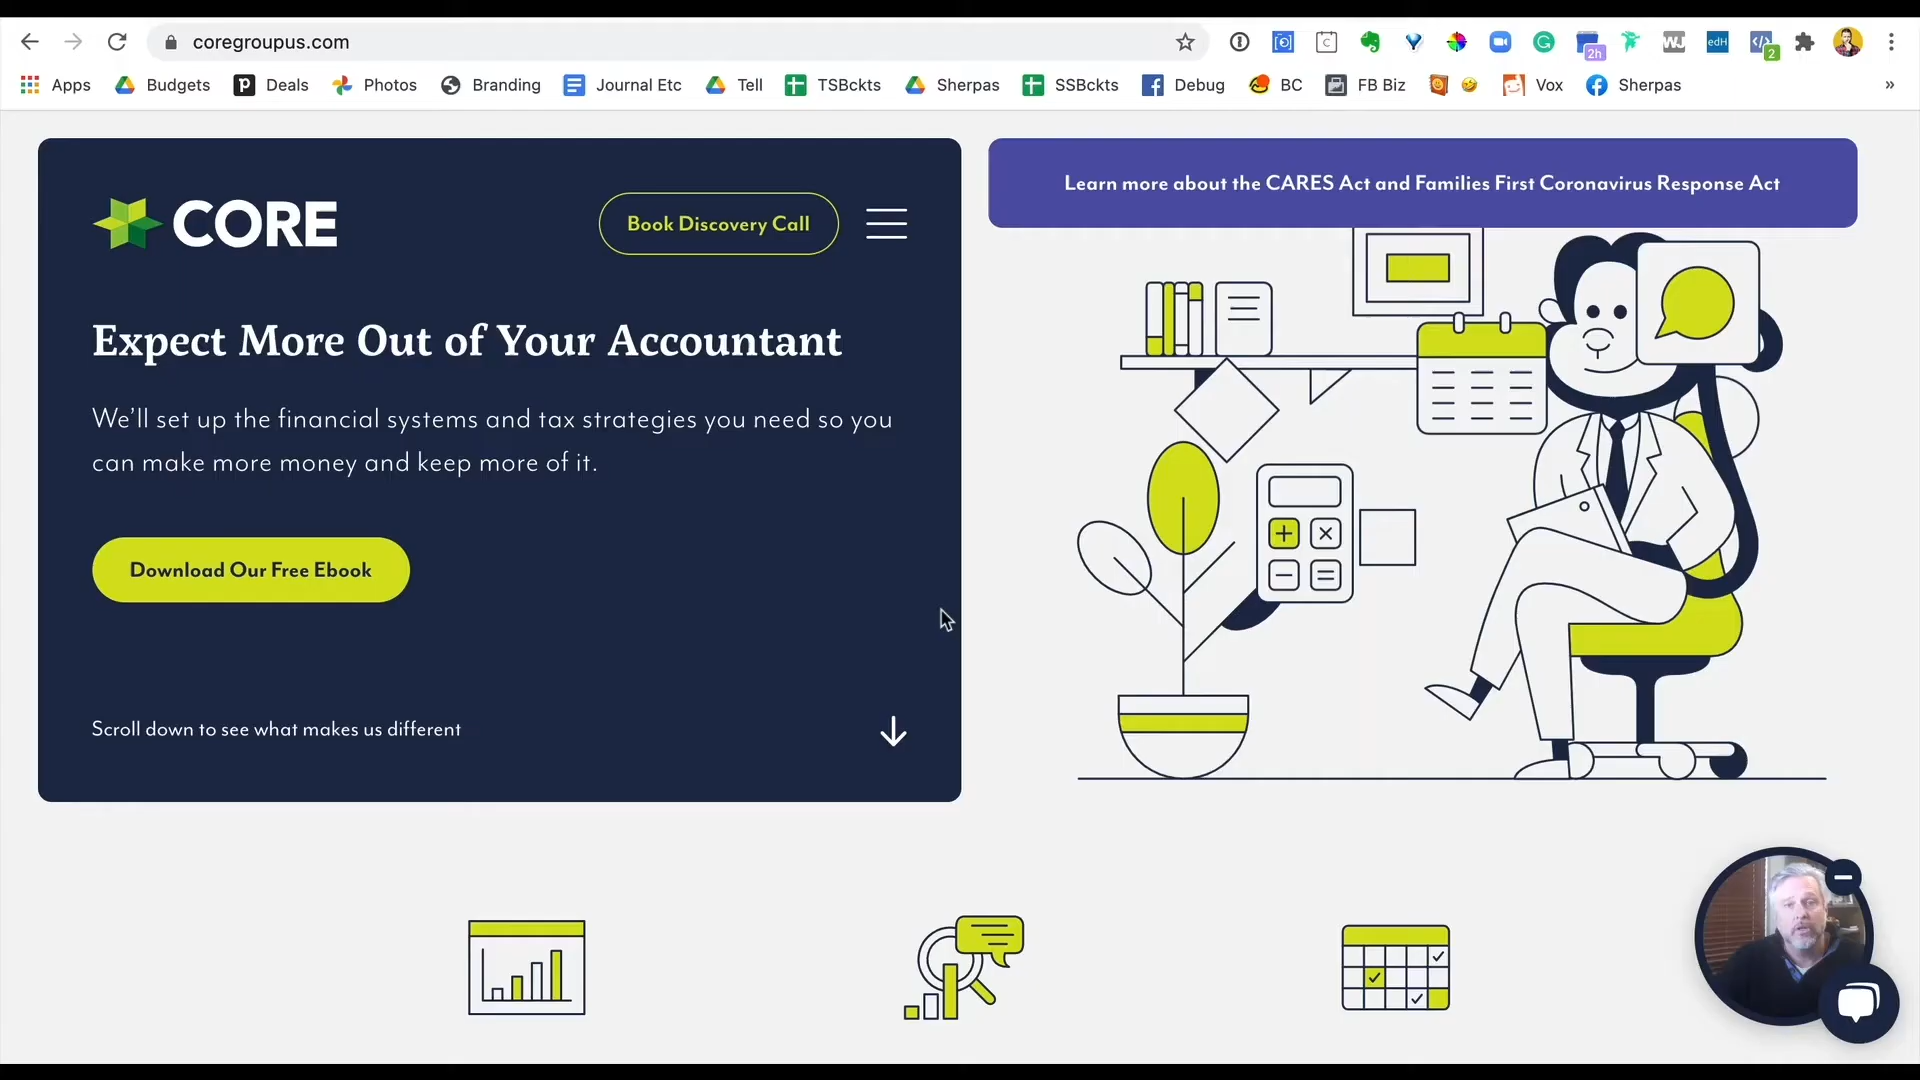 coregroupus.com
2h
WJ
edH
2
Apps
Budgets
Deals
Photos
Branding
Journal Etc
Tell
TSBckts
Sherpas
SSBckts
Debug
BC
FB Biz
Vox
Sherpas
»
CORE
Book Discovery Call
Learn more about the CARES Act and Families First Coronavirus Response Act
Expect More Out of Your Accountant
We’ll set up the financial systems and tax strategies you need so you
can make more money and keep more of it.
Download Our Free Ebook
Scroll down to see what makes us different